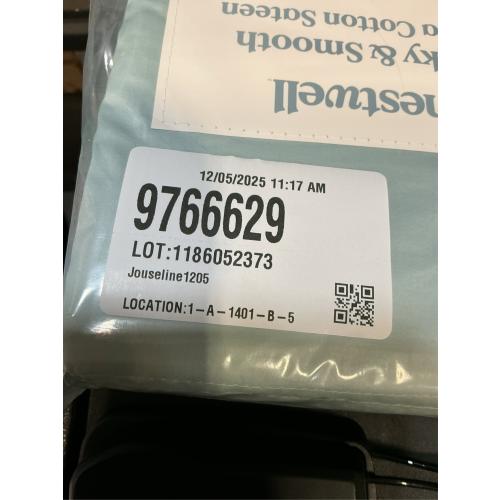 nestwell
ky & Smooth
a Cotton Sateen
12/05/2025 11:17 AM
9766629
LOT:1186052373
Jouseline1205
LOCATION:1-A-1401-B-5